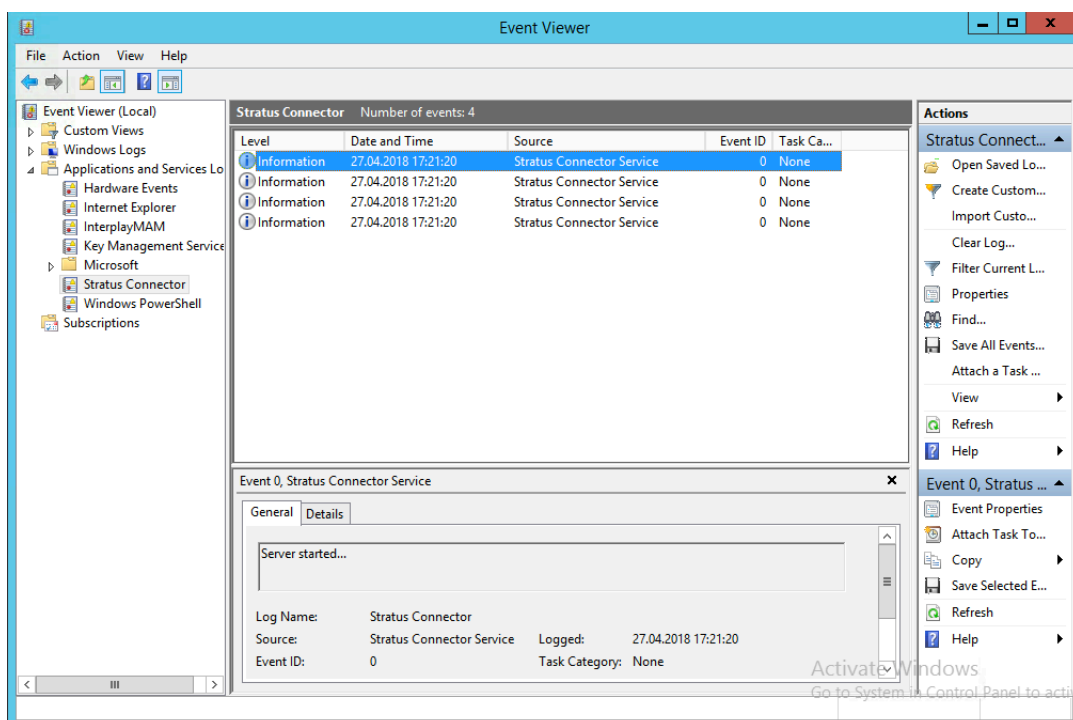 Event Viewer
File Action View Help
Event Viewer (Local)
Custom Views
Windows Logs
Applications and Services Lo
Hardware Events
Internet Explorer
InterplayMAM
Key Management Service
Microsoft
Stratus Connector
Windows PowerShell
Subscriptions
Stratus Connector Number of events: 4
Level Date and Time Source Event ID Task Ca...
Information 27.04.2018 17:21:20 Stratus Connector Service 0 None
Information 27.04.2018 17:21:20 Stratus Connector Service 0 None
Information 27.04.2018 17:21:20 Stratus Connector Service 0 None
Information 27.04.2018 17:21:20 Stratus Connector Service 0 None
Event 0, Stratus Connector Service
General Details
Server started...
Log Name: Stratus Connector
Source: Stratus Connector Service Logged: 27.04.2018 17:21:20
Event ID: 0 Task Category: None
Actions
Stratus Connect...
Open Saved Lo...
Create Custom...
Import Custo...
Clear Log...
Filter Current L...
Properties
Find...
Save All Events...
Attach a Task ...
View
Refresh
Help
Event 0, Stratus ...
Event Properties
Attach Task To...
Copy
Save Selected E...
Refresh
Help
Activate Windows
Go to System in Control Panel to acti